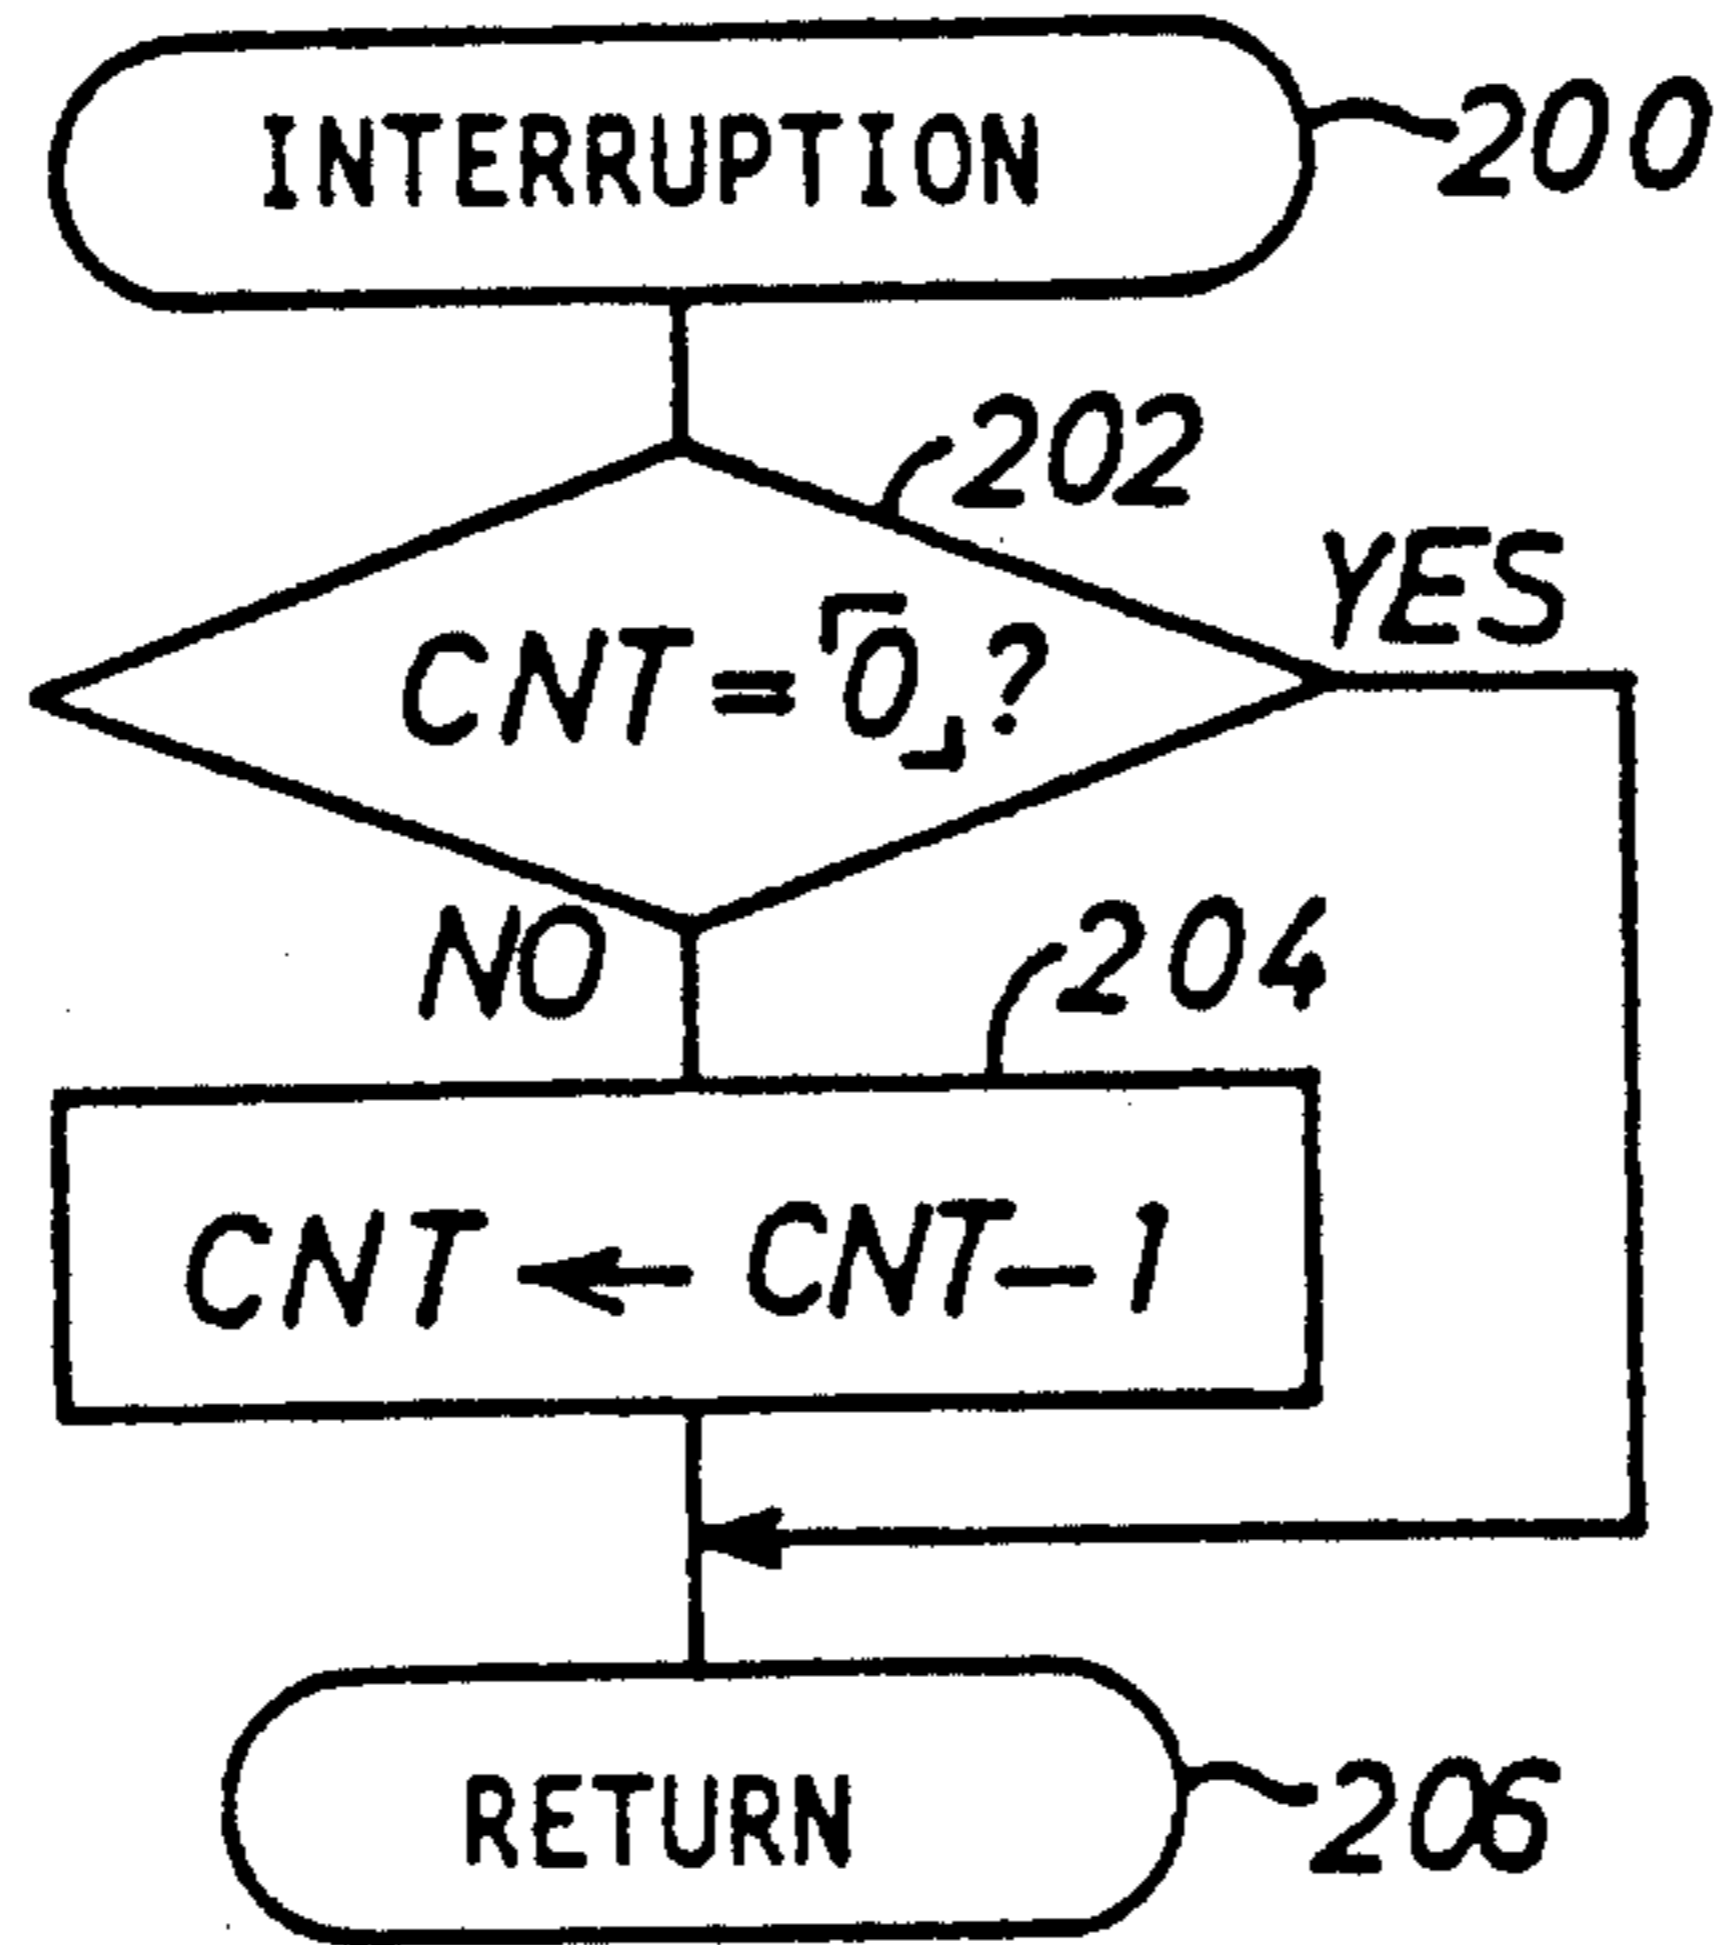 INTERRUPTION
200
202
CNT=「0」?
YES
NO
204
CNT ← CNT-1
RETURN
206